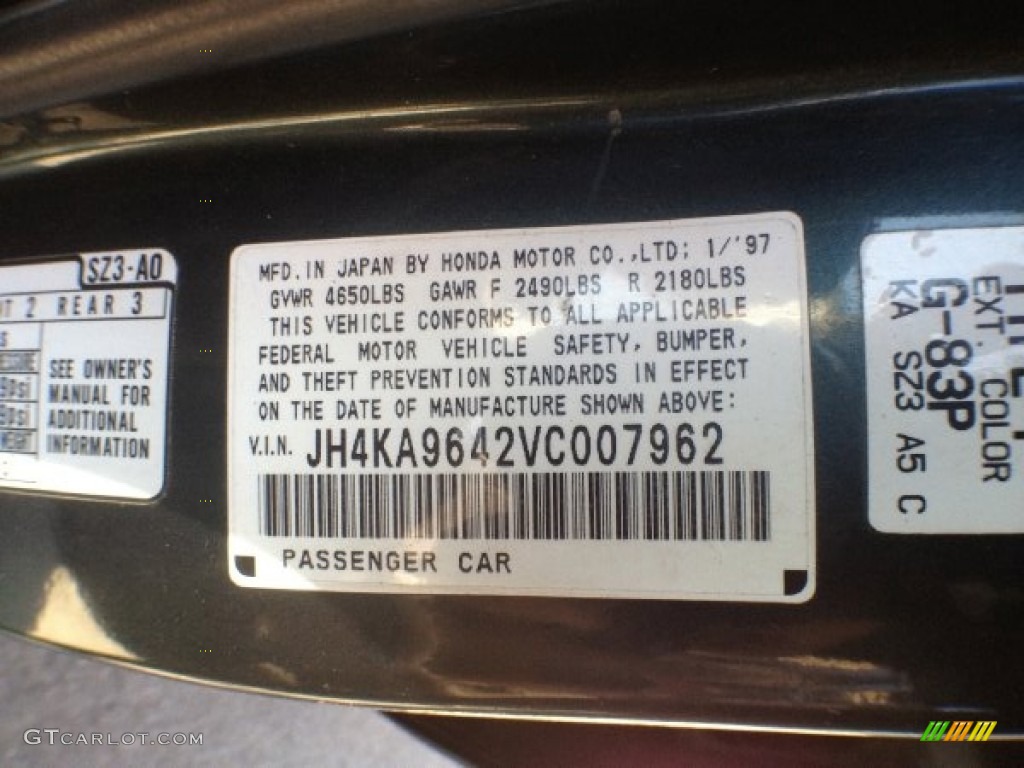 SZ3-A0
2 REAR 3
SEE OWNER'S
MANUAL FOR
ADDITIONAL
INFORMATION
MFD. IN JAPAN BY HONDA MOTOR CO.,LTD: 1/'97
GVWR 4650LBS GAWR F 2490LBS R 2180LBS
THIS VEHICLE CONFORMS TO ALL APPLICABLE
FEDERAL MOTOR VEHICLE SAFETY, BUMPER,
AND THEFT PREVENTION STANDARDS IN EFFECT
ON THE DATE OF MANUFACTURE SHOWN ABOVE:
V.I.N. JH4KA9642VC007962
PASSENGER CAR
EXT. COLOR
G-83P
KA SZ3 A5 C
GTCARLOT.COM